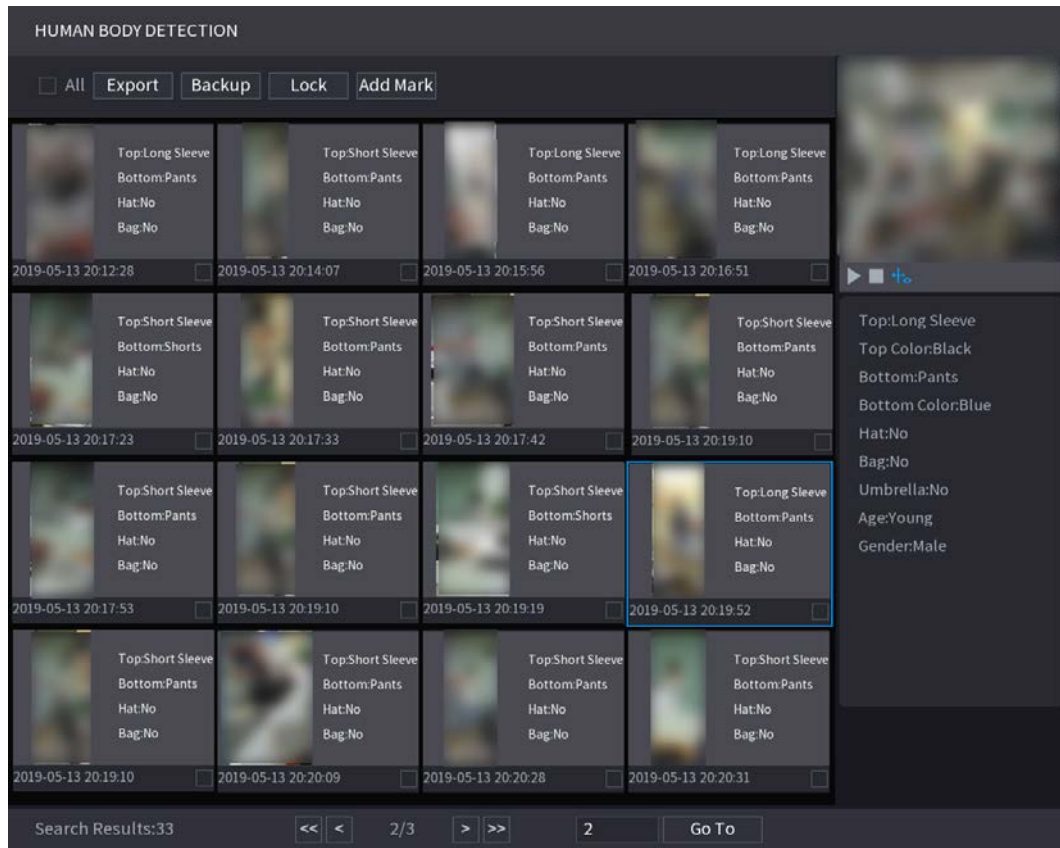 HUMAN BODY DETECTION
All Export Backup Lock Add Mark
Top:Long Sleeve
Bottom:Pants
Hat:No
Bag:No
2019-05-13 20:12:28
Top:Short Sleeve
Bottom:Pants
Hat:No
Bag:No
2019-05-13 20:14:07
Top:Long Sleeve
Bottom:Pants
Hat:No
Bag:No
2019-05-13 20:15:56
Top:Long Sleeve
Bottom:Pants
Hat:No
Bag:No
2019-05-13 20:16:51
Top:Short Sleeve
Bottom:Shorts
Hat:No
Bag:No
2019-05-13 20:17:23
Top:Short Sleeve
Bottom:Pants
Hat:No
Bag:No
2019-05-13 20:17:33
Top:Short Sleeve
Bottom:Pants
Hat:No
Bag:No
2019-05-13 20:17:42
Top:Short Sleeve
Bottom:Pants
Hat:No
Bag:No
2019-05-13 20:19:10
Top:Short Sleeve
Bottom:Pants
Hat:No
Bag:No
2019-05-13 20:17:53
Top:Short Sleeve
Bottom:Pants
Hat:No
Bag:No
2019-05-13 20:19:10
Top:Short Sleeve
Bottom:Shorts
Hat:No
Bag:No
2019-05-13 20:19:19
Top:Long Sleeve
Bottom:Pants
Hat:No
Bag:No
2019-05-13 20:19:52
Top:Short Sleeve
Bottom:Pants
Hat:No
Bag:No
2019-05-13 20:19:10
Top:Short Sleeve
Bottom:Pants
Hat:No
Bag:No
2019-05-13 20:20:09
Top:Short Sleeve
Bottom:Pants
Hat:No
Bag:No
2019-05-13 20:20:28
Top:Short Sleeve
Bottom:Pants
Hat:No
Bag:No
2019-05-13 20:20:31
Top:Long Sleeve
Top Color:Black
Bottom:Pants
Bottom Color:Blue
Hat:No
Bag:No
Umbrella:No
Age:Young
Gender:Male
Search Results:33 << < 2/3 > >> 2 Go To